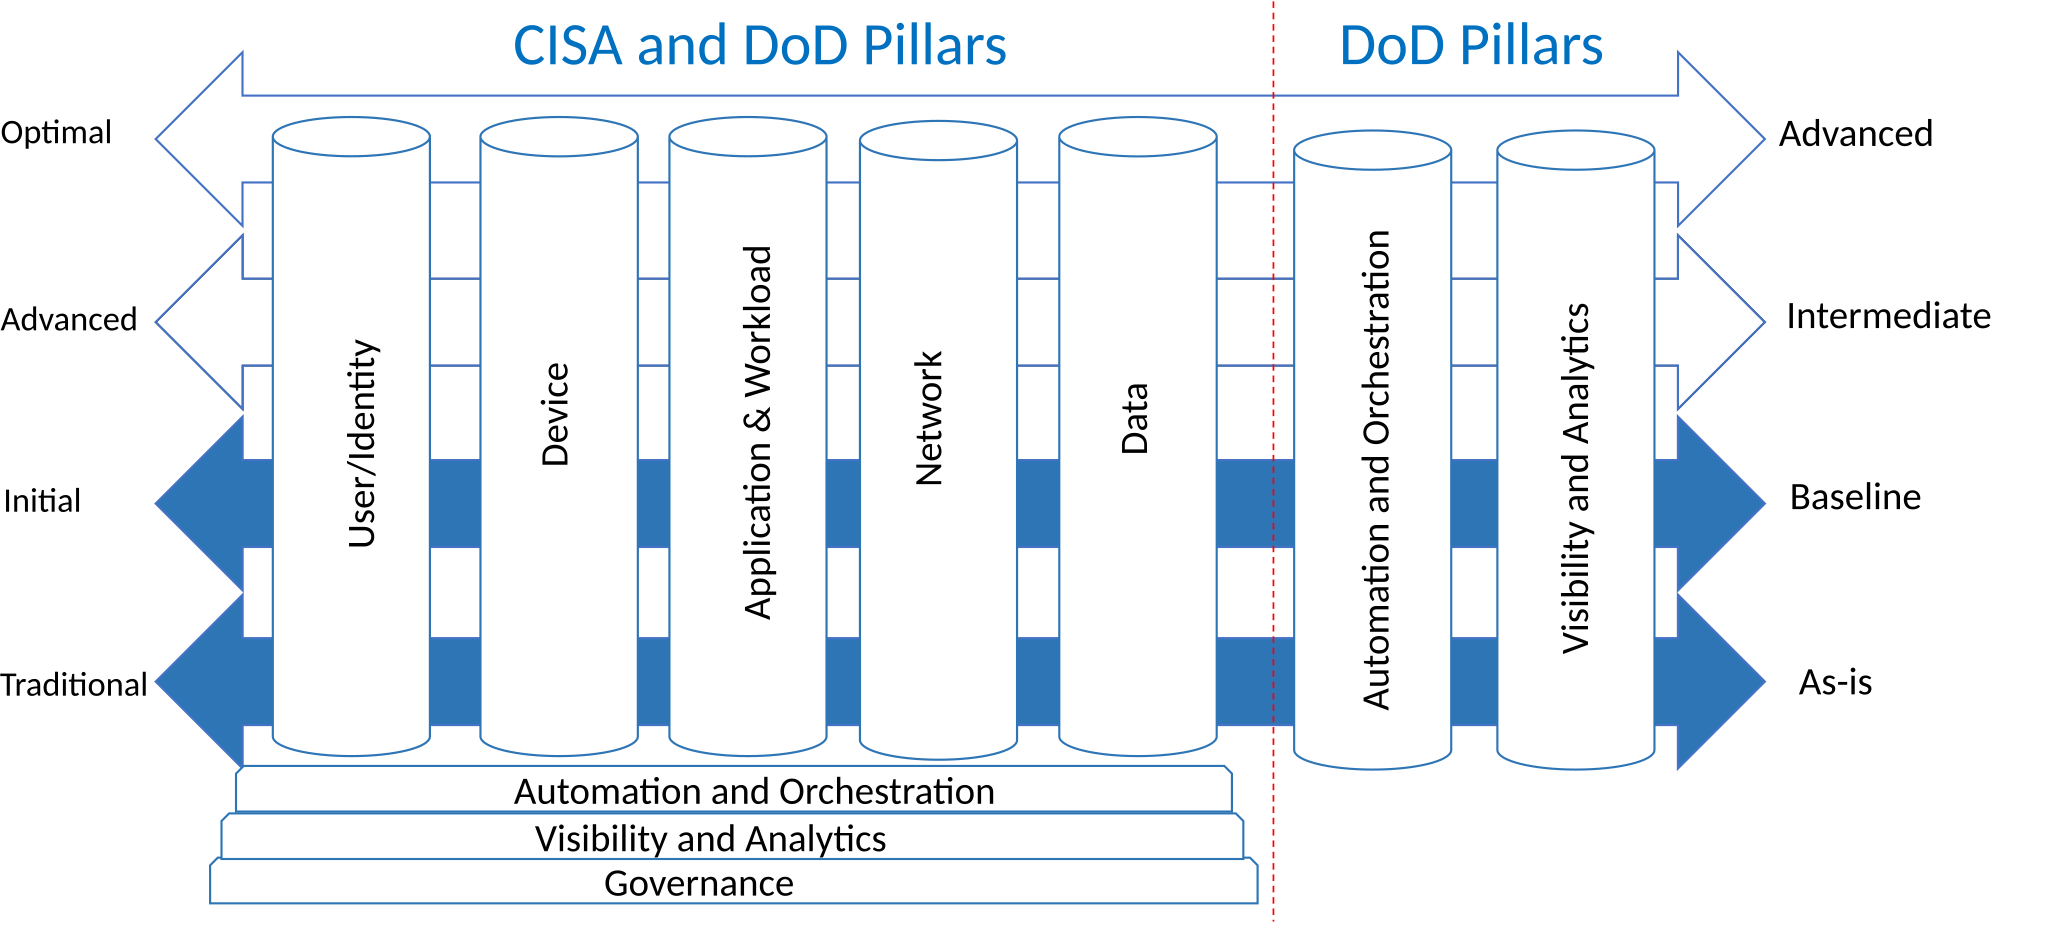 CISA and DoD Pillars
DoD Pillars
Optimal
Advanced
Advanced
Intermediate
Initial
Baseline
Traditional
As-is
User/Identity
Device
Application & Workload
Network
Data
Automation and Orchestration
Visibility and Analytics
Automation and Orchestration
Visibility and Analytics
Governance